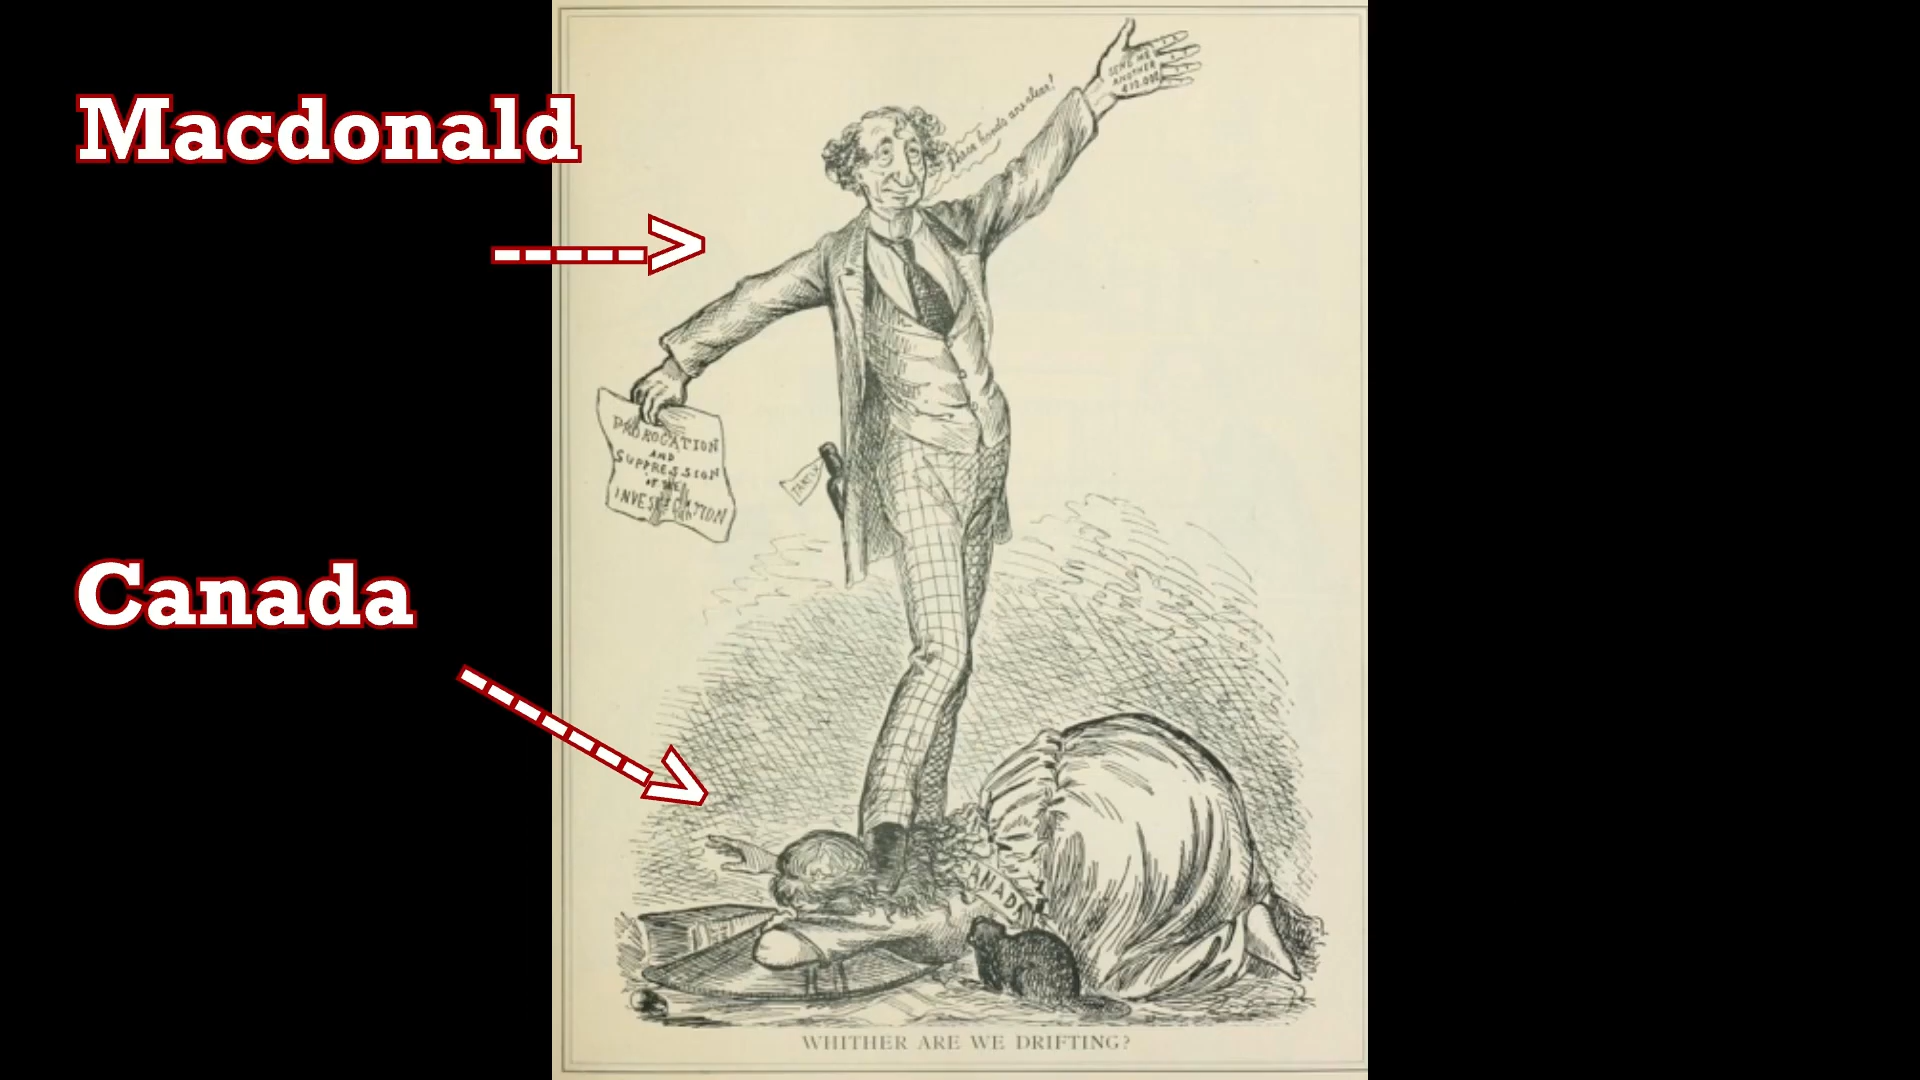 Macdonald
Canada
These hands are clean!
SEND ME
ANOTHER
$10.000
PROROGATION
AND
SUPPRESSION
OF THE
INVESTIGATION
CANADA
WHITHER ARE WE DRIFTING?